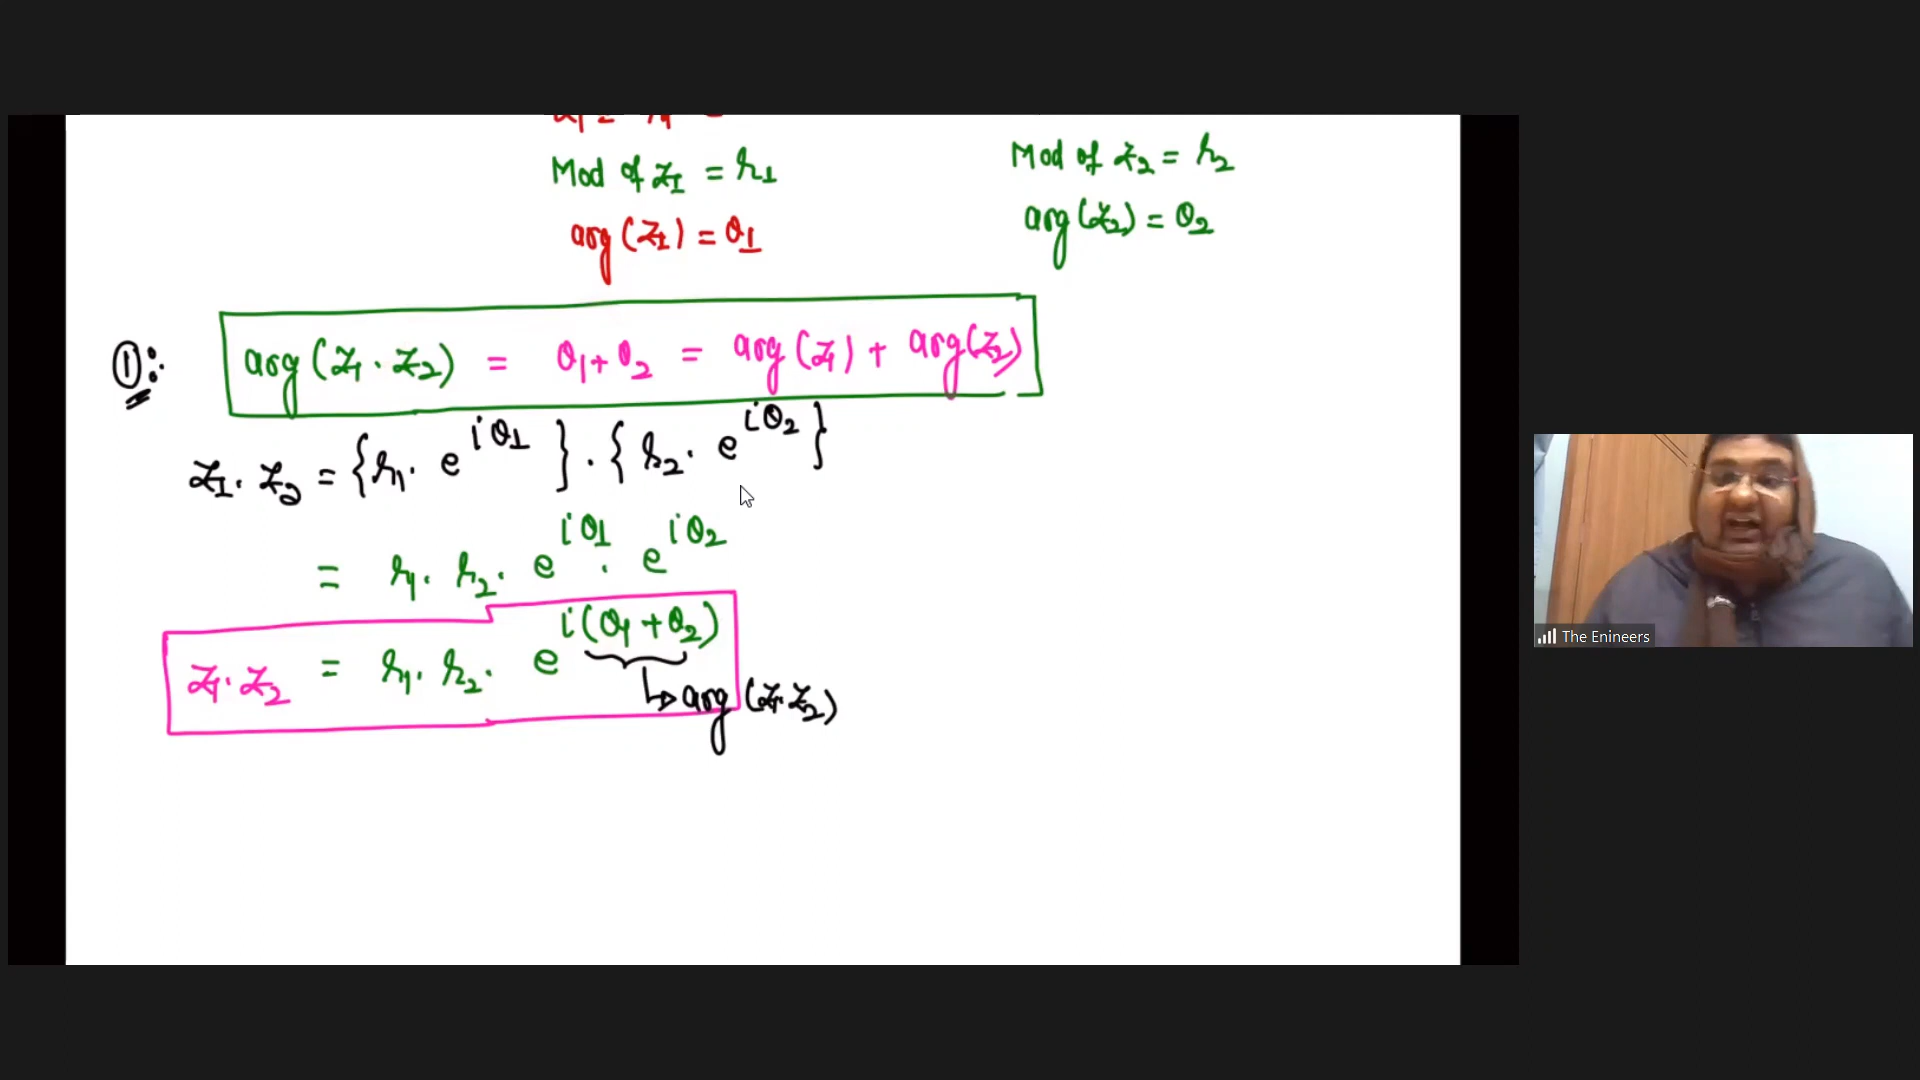 Mod of z1 = r1
Mod of z2 = r2
arg(z1) = θ1
arg(z2) = θ2
①:
arg(z1 · z2) = θ1 + θ2 = arg(z1) + arg(z2)
z1 · z2 = {r1 · e^iθ1} · {r2 · e^iθ2}
= r1 · r2 · e^iθ1 · e^iθ2
z1 · z2 = r1 · r2 · e^i(θ1 + θ2)
↳ arg(z1 · z2)
The Enineers